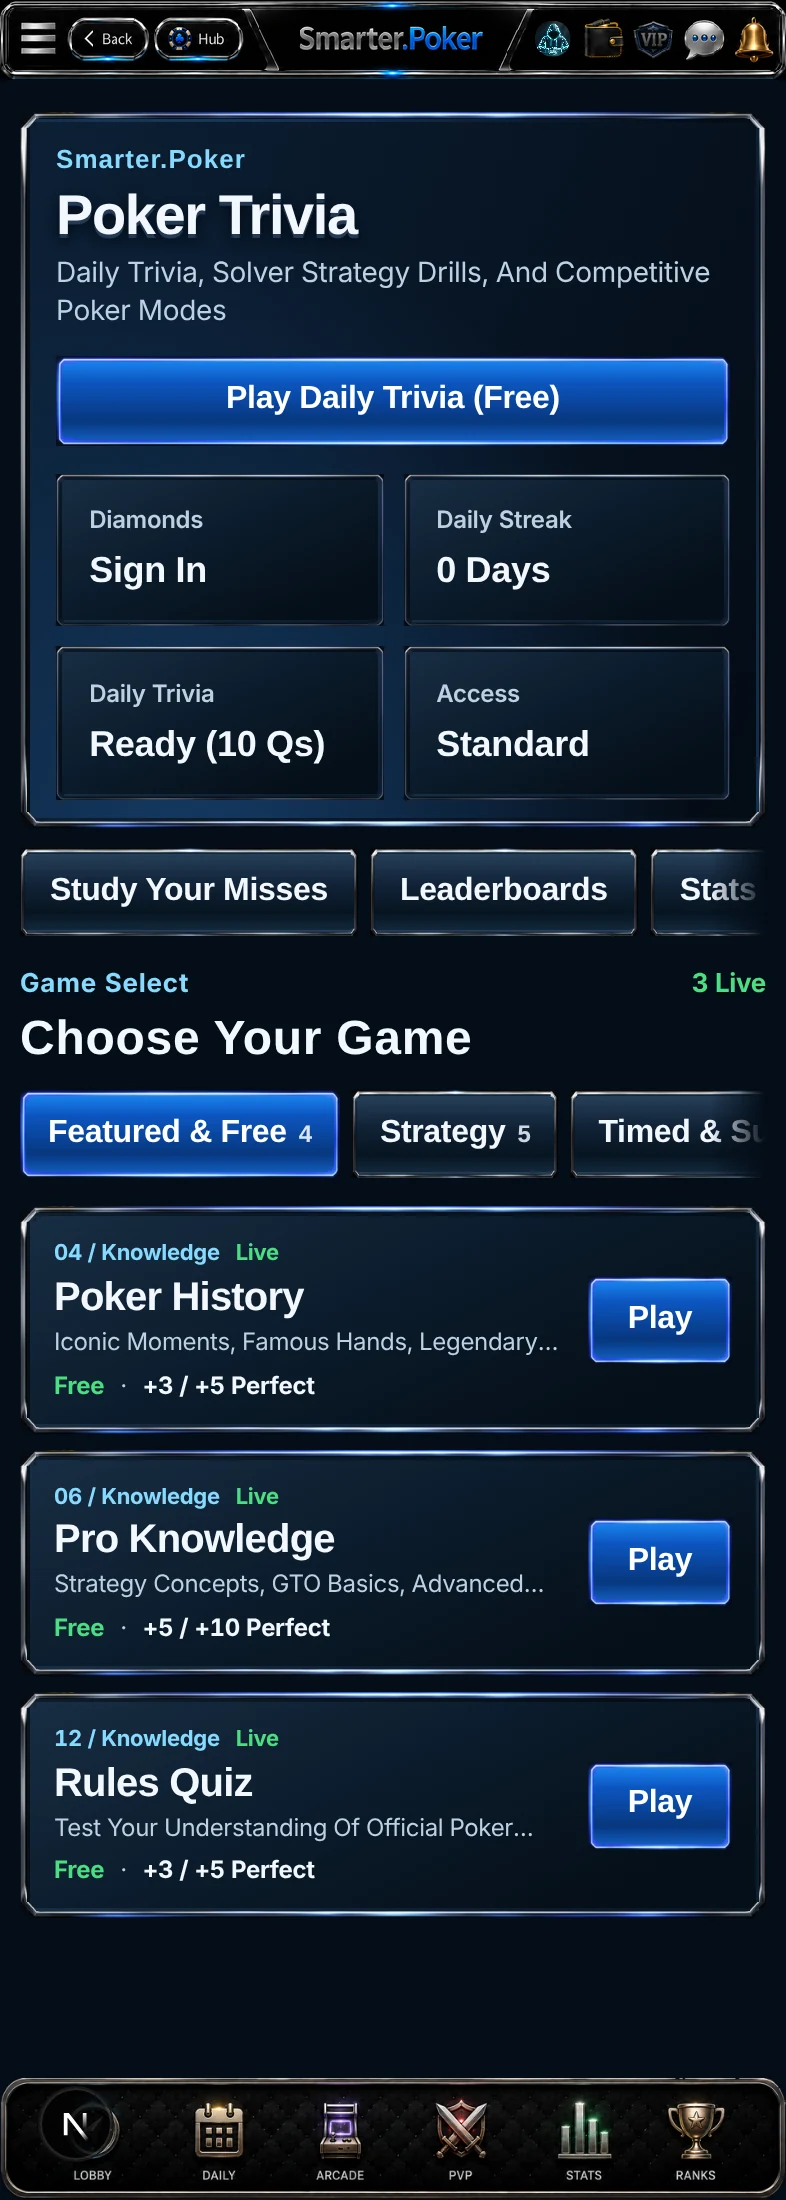 Back
Hub
Smarter.Poker
VIP
Smarter.Poker
Poker Trivia
Daily Trivia, Solver Strategy Drills, And Competitive
Poker Modes
Play Daily Trivia (Free)
Diamonds
Sign In
Daily Streak
0 Days
Daily Trivia
Ready (10 Qs)
Access
Standard
Study Your Misses
Leaderboards
Stats
Game Select
3 Live
Choose Your Game
Featured & Free 4
Strategy 5
Timed & Su
04 / Knowledge Live
Poker History
Iconic Moments, Famous Hands, Legendary...
Free · +3 / +5 Perfect
Play
06 / Knowledge Live
Pro Knowledge
Strategy Concepts, GTO Basics, Advanced...
Free · +5 / +10 Perfect
Play
12 / Knowledge Live
Rules Quiz
Test Your Understanding Of Official Poker...
Free · +3 / +5 Perfect
Play
N
LOBBY
DAILY
ARCADE
PVP
STATS
RANKS